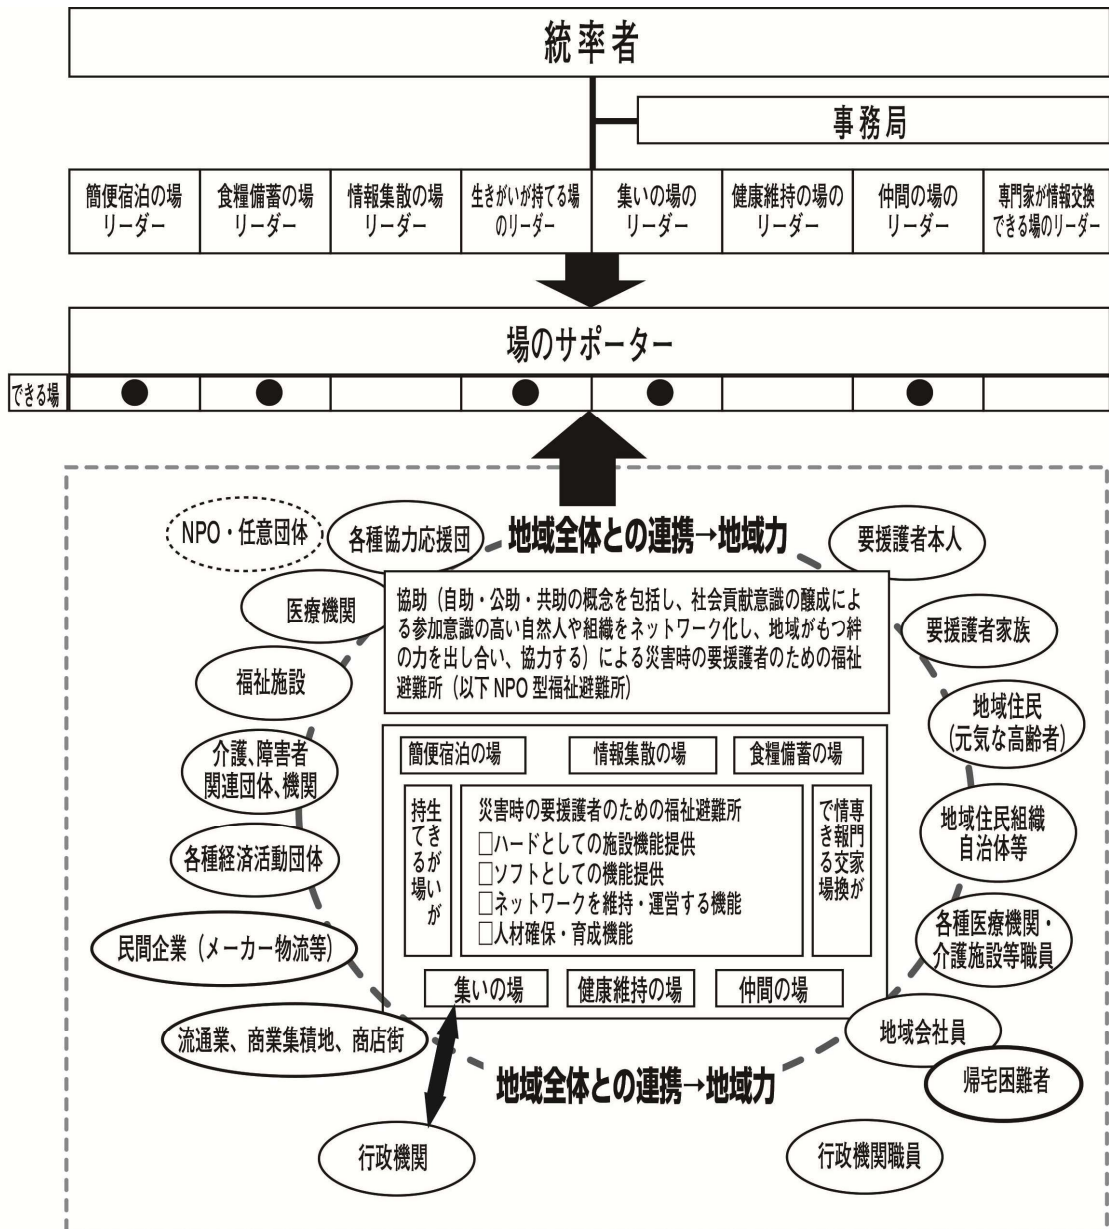 統率者
事務局
簡便宿泊の場
リーダー
食糧備蓄の場
リーダー
情報集散の場
リーダー
生きがいが持てる場
のリーダー
集いの場の
リーダー
健康維持の場の
リーダー
仲間の場の
リーダー
専門家が情報交換
できる場のリーダー
場のサポーター
できる場 ● ● ● ● ●
NPO・任意団体
各種協力応援団
地域全体との連携→地域力
要援護者本人
医療機関
協助(自助・公助・共助の概念を包括し、社会貢献意識の醸成によ
る参加意識の高い自然人や組織をネットワーク化し、地域がもつ絆
の力を出し合い、協力する)による災害時の要援護者のための福祉
避難所(以下 NPO 型福祉避難所)
要援護者家族
福祉施設
地域住民
(元気な高齢者)
介護、障害者
関連団体、機関
簡便宿泊の場
情報集散の場
食糧備蓄の場
生きがいが
持てる場
災害時の要援護者のための福祉避難所
□ハードとしての施設機能提供
□ソフトとしての機能提供
□ネットワークを維持・運営する機能
□人材確保・育成機能
専門家が
情報交換
できる場
地域住民組織
自治体等
各種経済活動団体
各種医療機関・
介護施設等職員
民間企業(メーカー物流等)
集いの場
健康維持の場
仲間の場
流通業、商業集積地、商店街
地域会社員
帰宅困難者
地域全体との連携→地域力
行政機関
行政機関職員